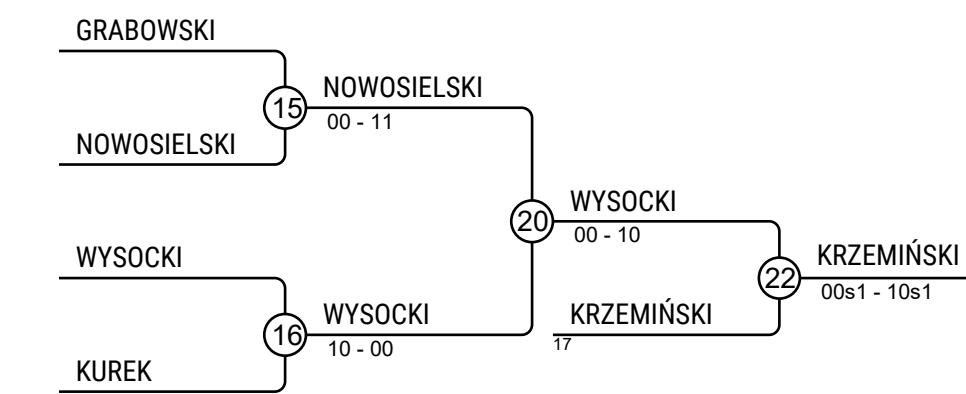 GRABOWSKI
NOWOSIELSKI
15
00 - 11
NOWOSIELSKI
WYSOCKI
20
00 - 10
WYSOCKI
KRZEMIŃSKI
22
00s1 - 10s1
WYSOCKI
16
10 - 00
KRZEMIŃSKI
17
KUREK